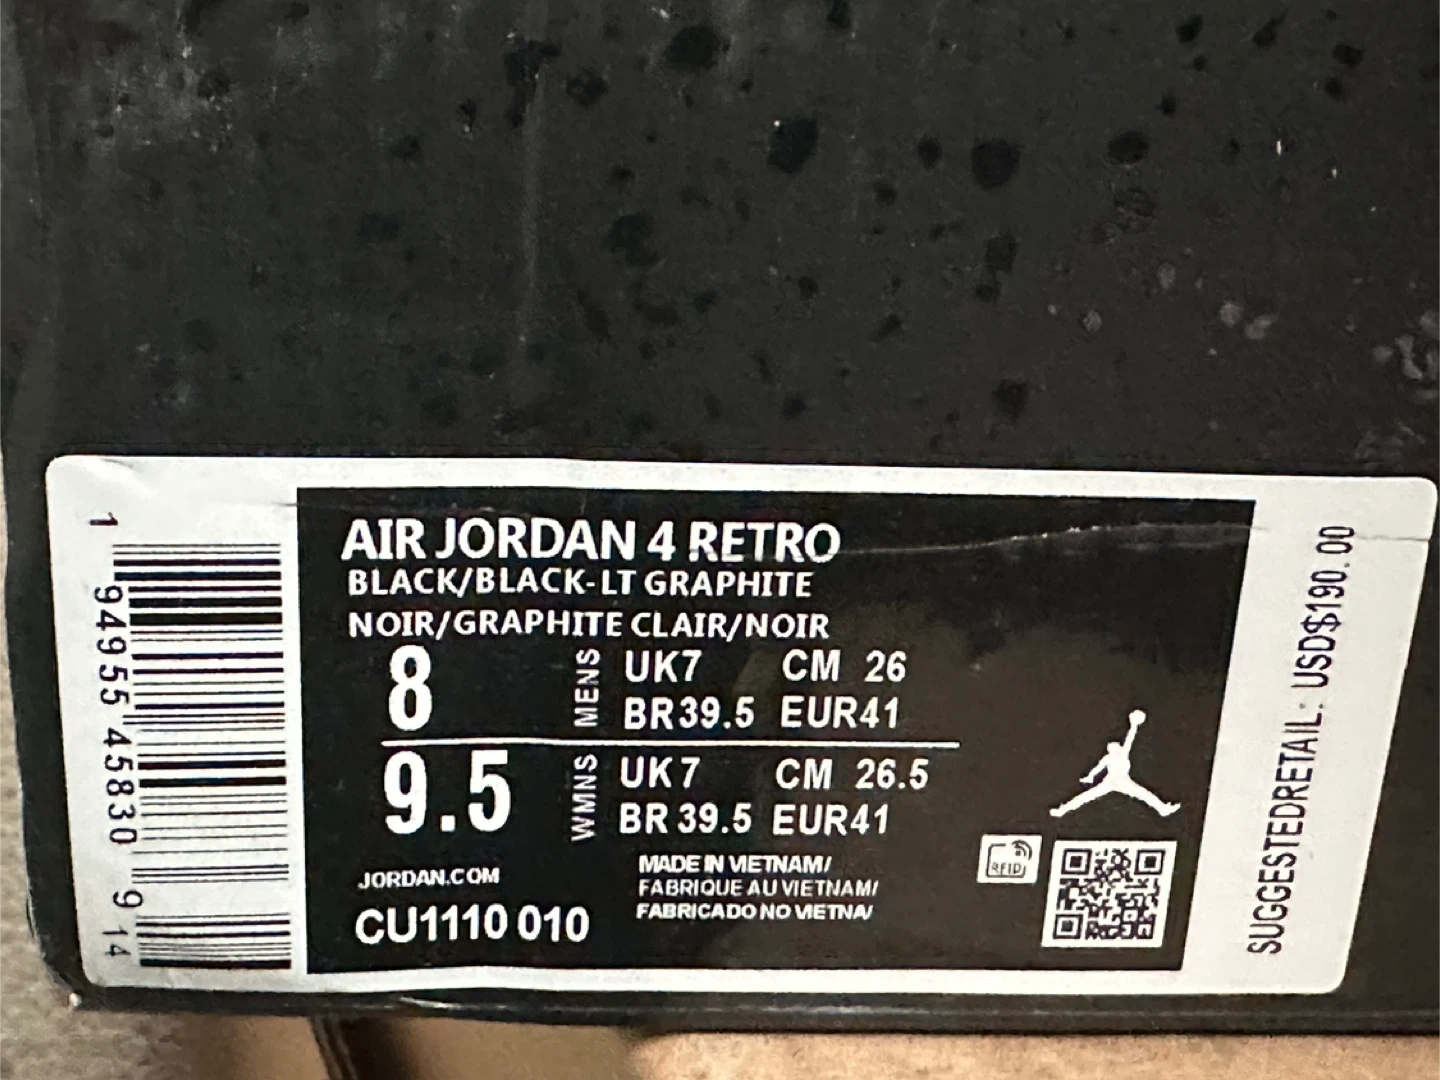 1 94955 45830 9 14
AIR JORDAN 4 RETRO
BLACK/BLACK-LT GRAPHITE
NOIR/GRAPHITE CLAIR/NOIR
8 MENS UK7 CM 26
BR39.5 EUR41
9.5 WMNS UK7 CM 26.5
BR 39.5 EUR41
JORDAN.COM
CU1110 010
MADE IN VIETNAM/
FABRIQUE AU VIETNAM/
FABRICADO NO VIETNA/
RFID
SUGGESTEDRETAIL: USD$190.00